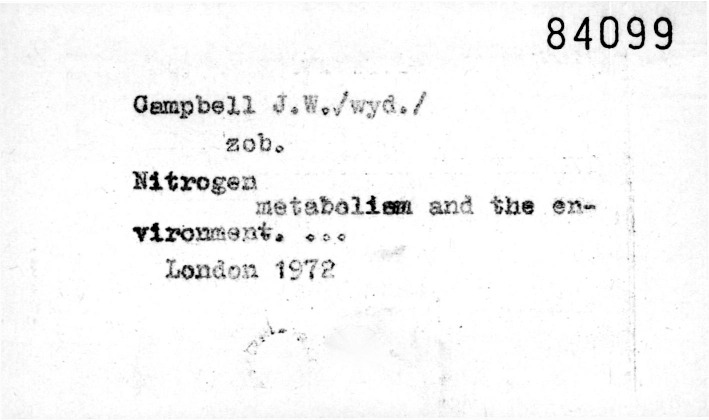 84099
Campbell J.W./wyd./
zob.
Nitrogen
metabolism and the en-
vironment. ...
London 1972